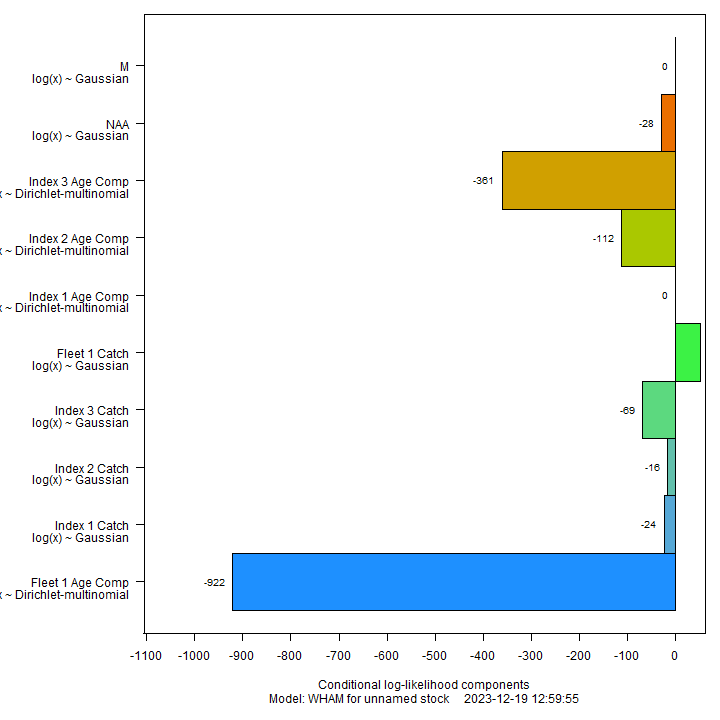 M
log(x) ~ Gaussian
0
NAA
log(x) ~ Gaussian
-28
Index 3 Age Comp
x ~ Dirichlet-multinomial
-361
Index 2 Age Comp
x ~ Dirichlet-multinomial
-112
Index 1 Age Comp
x ~ Dirichlet-multinomial
0
Fleet 1 Catch
log(x) ~ Gaussian
Index 3 Catch
log(x) ~ Gaussian
-69
Index 2 Catch
log(x) ~ Gaussian
-16
Index 1 Catch
log(x) ~ Gaussian
-24
Fleet 1 Age Comp
x ~ Dirichlet-multinomial
-922
-1100 -1000 -900 -800 -700 -600 -500 -400 -300 -200 -100 0
Conditional log-likelihood components
Model: WHAM for unnamed stock 2023-12-19 12:59:55